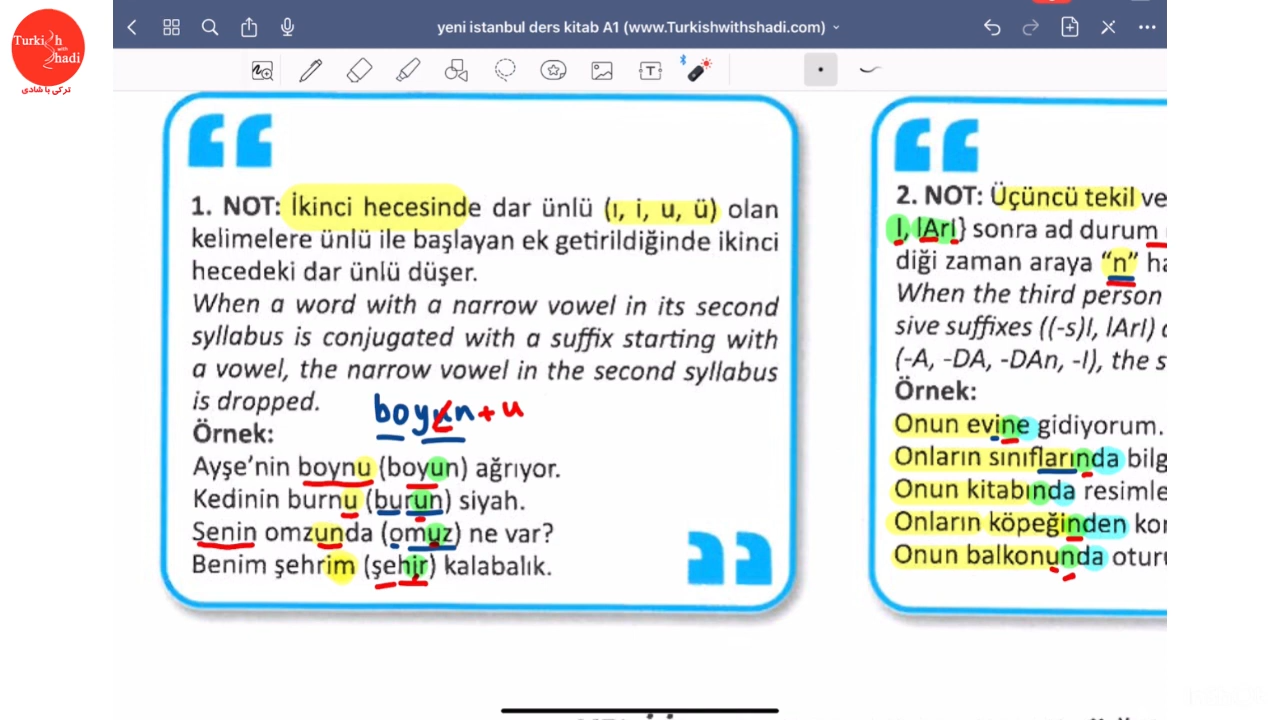 Turkish
with
Shadi
ترکی با شادی
yeni istanbul ders kitab A1 (www.Turkishwithshadi.com)
1. NOT: İkinci hecesinde dar ünlü (ı, i, u, ü) olan
kelimelere ünlü ile başlayan ek getirildiğinde ikinci
hecedeki dar ünlü düşer.
When a word with a narrow vowel in its second
syllabus is conjugated with a suffix starting with
a vowel, the narrow vowel in the second syllabus
is dropped.
boyun + u
Örnek:
Ayşe’nin boynu (boyun) ağrıyor.
Kedinin burnu (burun) siyah.
Senin omzunda (omuz) ne var?
Benim şehrim (şehir) kalabalık.
2. NOT: Üçüncü tekil ve
I, lArI} sonra ad durum
diği zaman araya “n” ha
When the third person
sive suffixes ((-s)I, lArI)
(-A, -DA, -DAn, -I), the s
Örnek:
Onun evine gidiyorum.
Onların sınıflarında bilg
Onun kitabında resimle
Onların köpeğinden kor
Onun balkonunda oturu